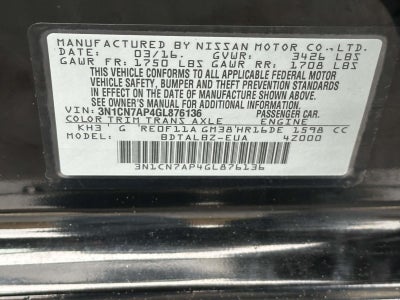 MANUFACTURED BY NISSAN MOTOR CO., LTD.
DATE: 03/16. GVWR: 3426 LBS
GAWR FR: 1750 LBS GAWR RR: 1708 LBS
THIS VEHICLE CONFORMS TO ALL APPLICABLE FEDERAL MOTOR
VEHICLE SAFETY, BUMPER AND THEFT PREVENTION STANDARDS
IN EFFECT ON THE DATE OF MANUFACTURE SHOWN ABOVE.
SEE OWNER'S MANUAL FOR ADDITIONAL WEIGHT INFORMATION.
VIN: 3N1CN7AP4GL876136 PASSENGER CAR.
COLOR TRIM TRANS AXLE ENGINE
KH3 G RE0F11A GM38 HR16DE 1598 CC
MODEL: BDTALBZ-EUA 4Z000
3N1CN7AP4GL876136